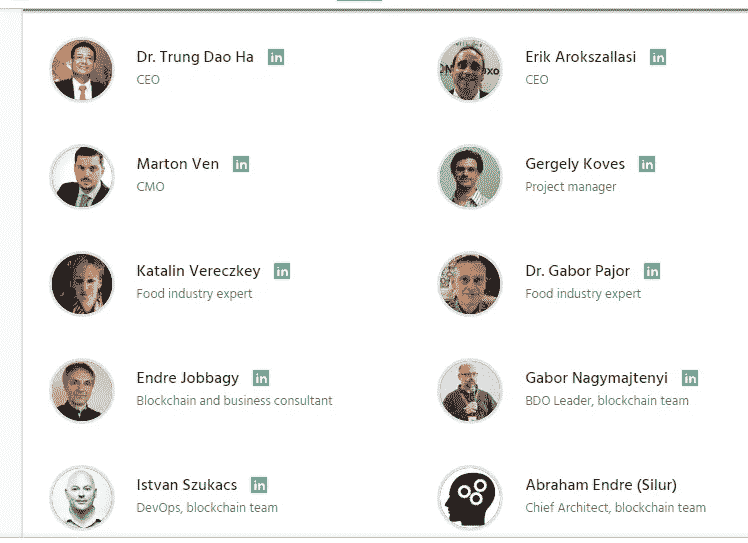 Dr. Trung Dao Ha in
CEO
Erik Arokszallasi in
CEO
Marton Ven in
CMO
Gergely Koves in
Project manager
Katalin Vereczkey in
Food industry expert
Dr. Gabor Pajor in
Food industry expert
Endre Jobbagy in
Blockchain and business consultant
Gabor Nagymajtenyi in
BDO Leader, blockchain team
Istvan Szukacs in
DevOps, blockchain team
Abraham Endre (Silur)
Chief Architect, blockchain team